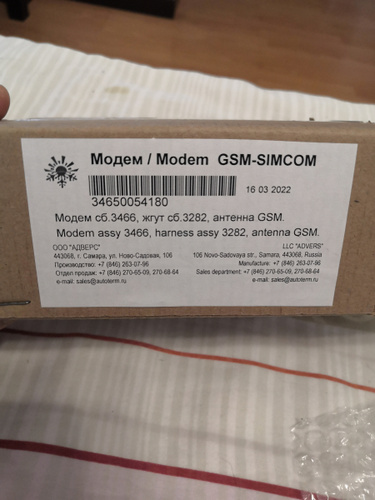 Модем / Modem GSM-SIMCOM
16 03 2022
34650054180
Модем сб.3466, жгут сб.3282, антенна GSM.
Modem assy 3466, harness assy 3282, antenna GSM.
ООО "АДВЕРС" LLC "ADVERS"
443068, г. Самара, ул. Ново-Садовая, 106 106 Novo-Sadovaya str., Samara, 443068, Russia
Производство: +7 (846) 263-07-96 Manufacture: +7 (846) 263-07-96
Отдел продаж: +7 (846) 270-65-09, 270-68-64 Sales department: +7 (846) 270-65-09, 270-68-64
e-mail: sales@autoterm.ru e-mail: sales@autoterm.ru